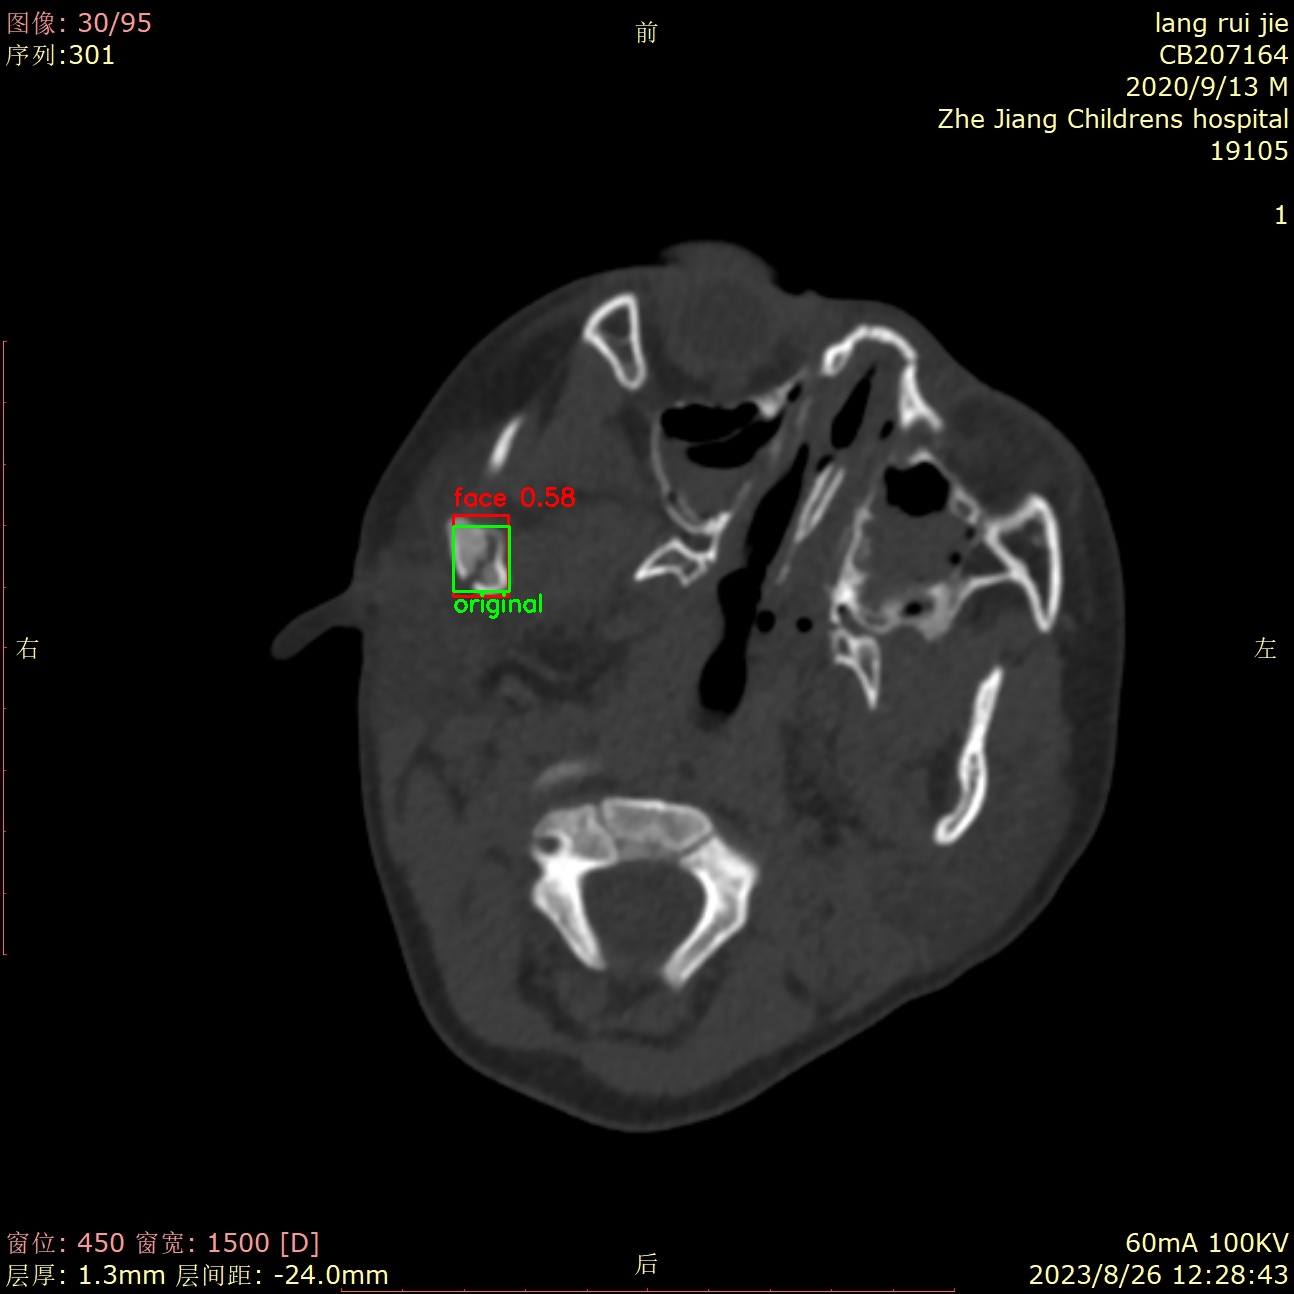 图像: 30/95
序列:301
前
lang rui jie
CB207164
2020/9/13 M
Zhe Jiang Childrens hospital
19105
1
face 0.58
original
右
左
窗位: 450 窗宽: 1500 [D]
层厚: 1.3mm 层间距: -24.0mm
后
60mA 100KV
2023/8/26 12:28:43